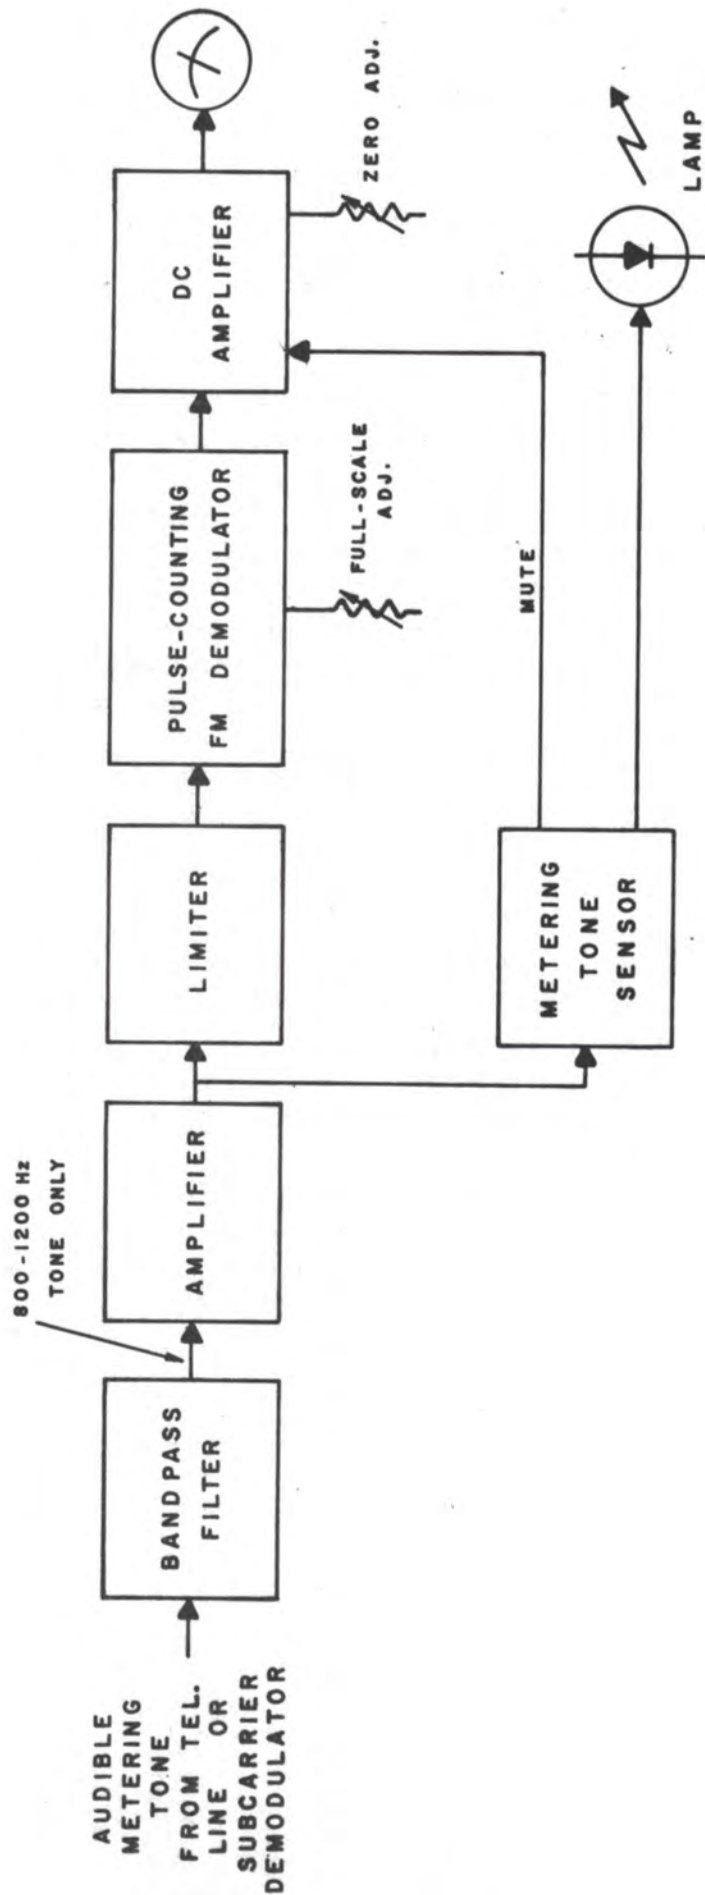 AUDIBLE
METERING
TONE
FROM TEL.
LINE OR
SUBCARRIER
DEMODULATOR
BANDPASS
FILTER
800-1200 Hz
TONE ONLY
AMPLIFIER
LIMITER
PULSE-COUNTING
FM DEMODULATOR
FULL-SCALE
ADJ.
DC
AMPLIFIER
ZERO ADJ.
METERING
TONE
SENSOR
MUTE
LAMP